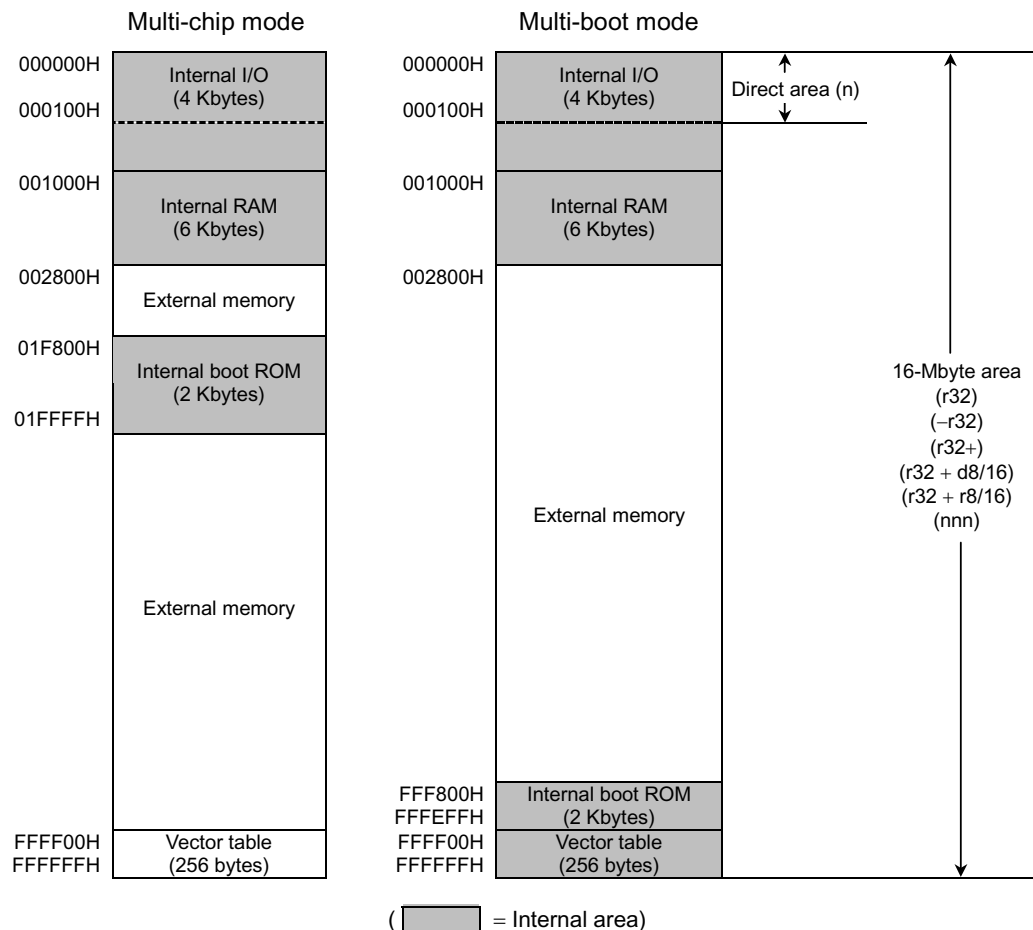 Multi-chip mode
000000H
Internal I/O
(4 Kbytes)
000100H
001000H
Internal RAM
(6 Kbytes)
002800H
External memory
01F800H
Internal boot ROM
(2 Kbytes)
01FFFFH
External memory
FFFF00H
FFFFFFH
Vector table
(256 bytes)
Multi-boot mode
000000H
Internal I/O
(4 Kbytes)
000100H
Direct area (n)
001000H
Internal RAM
(6 Kbytes)
002800H
External memory
FFF800H
FFFEFFH
Internal boot ROM
(2 Kbytes)
FFFF00H
FFFFFFH
Vector table
(256 bytes)
16-Mbyte area
(r32)
(−r32)
(r32+)
(r32 + d8/16)
(r32 + r8/16)
(nnn)
( = Internal area)